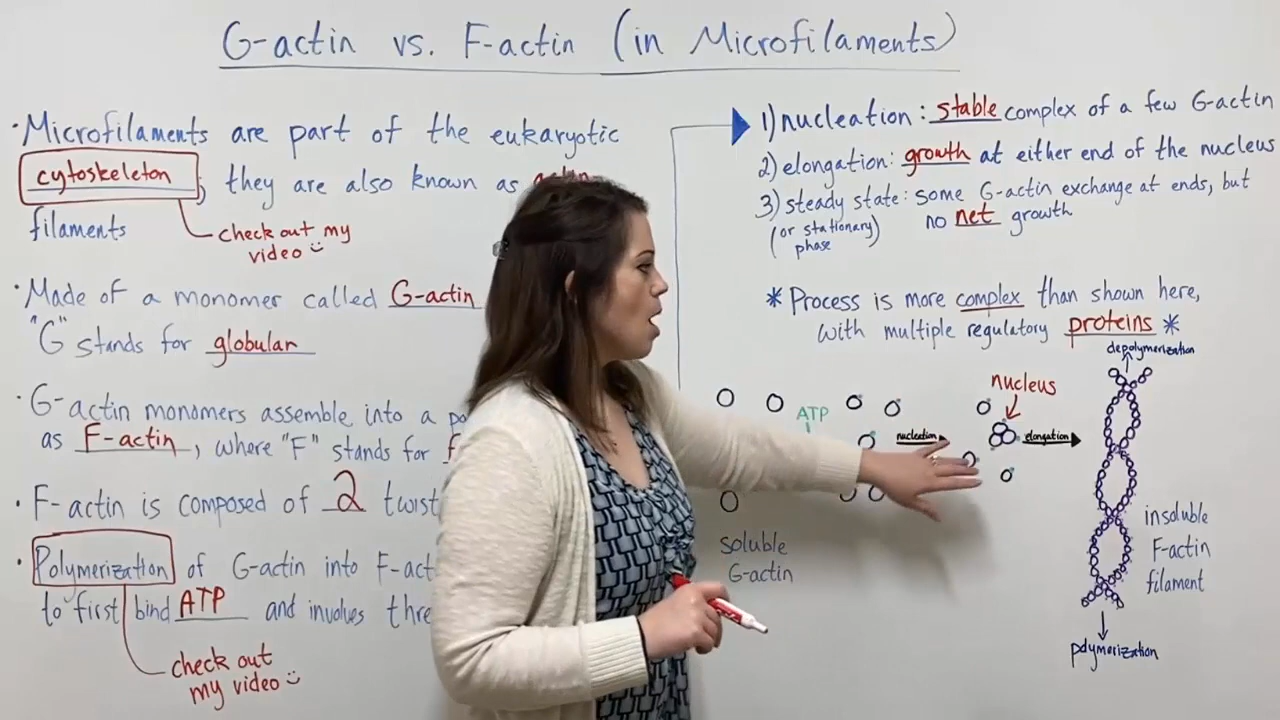 G-actin vs. F-actin (in Microfilaments)
• Microfilaments are part of the eukaryotic
cytoskeleton, they are also known as
filaments
check out my
video
• Made of a monomer called G-actin
"G" stands for globular
• G-actin monomers assemble into a
as F-actin, where "F" stands for
• F-actin is composed of 2
• Polymerization of G-actin into
to first bind ATP and involves
check out
my video
1) nucleation: stable complex of a few G-actin
2) elongation: growth at either end of the nucleus
3) steady state: some G-actin exchange at ends, but
(or stationary) no net growth
phase
* Process is more complex than shown here,
with multiple regulatory proteins *
depolymerization
nucleus
ATP
nucleation
elongation
soluble
G-actin
insoluble
F-actin
filament
polymerization